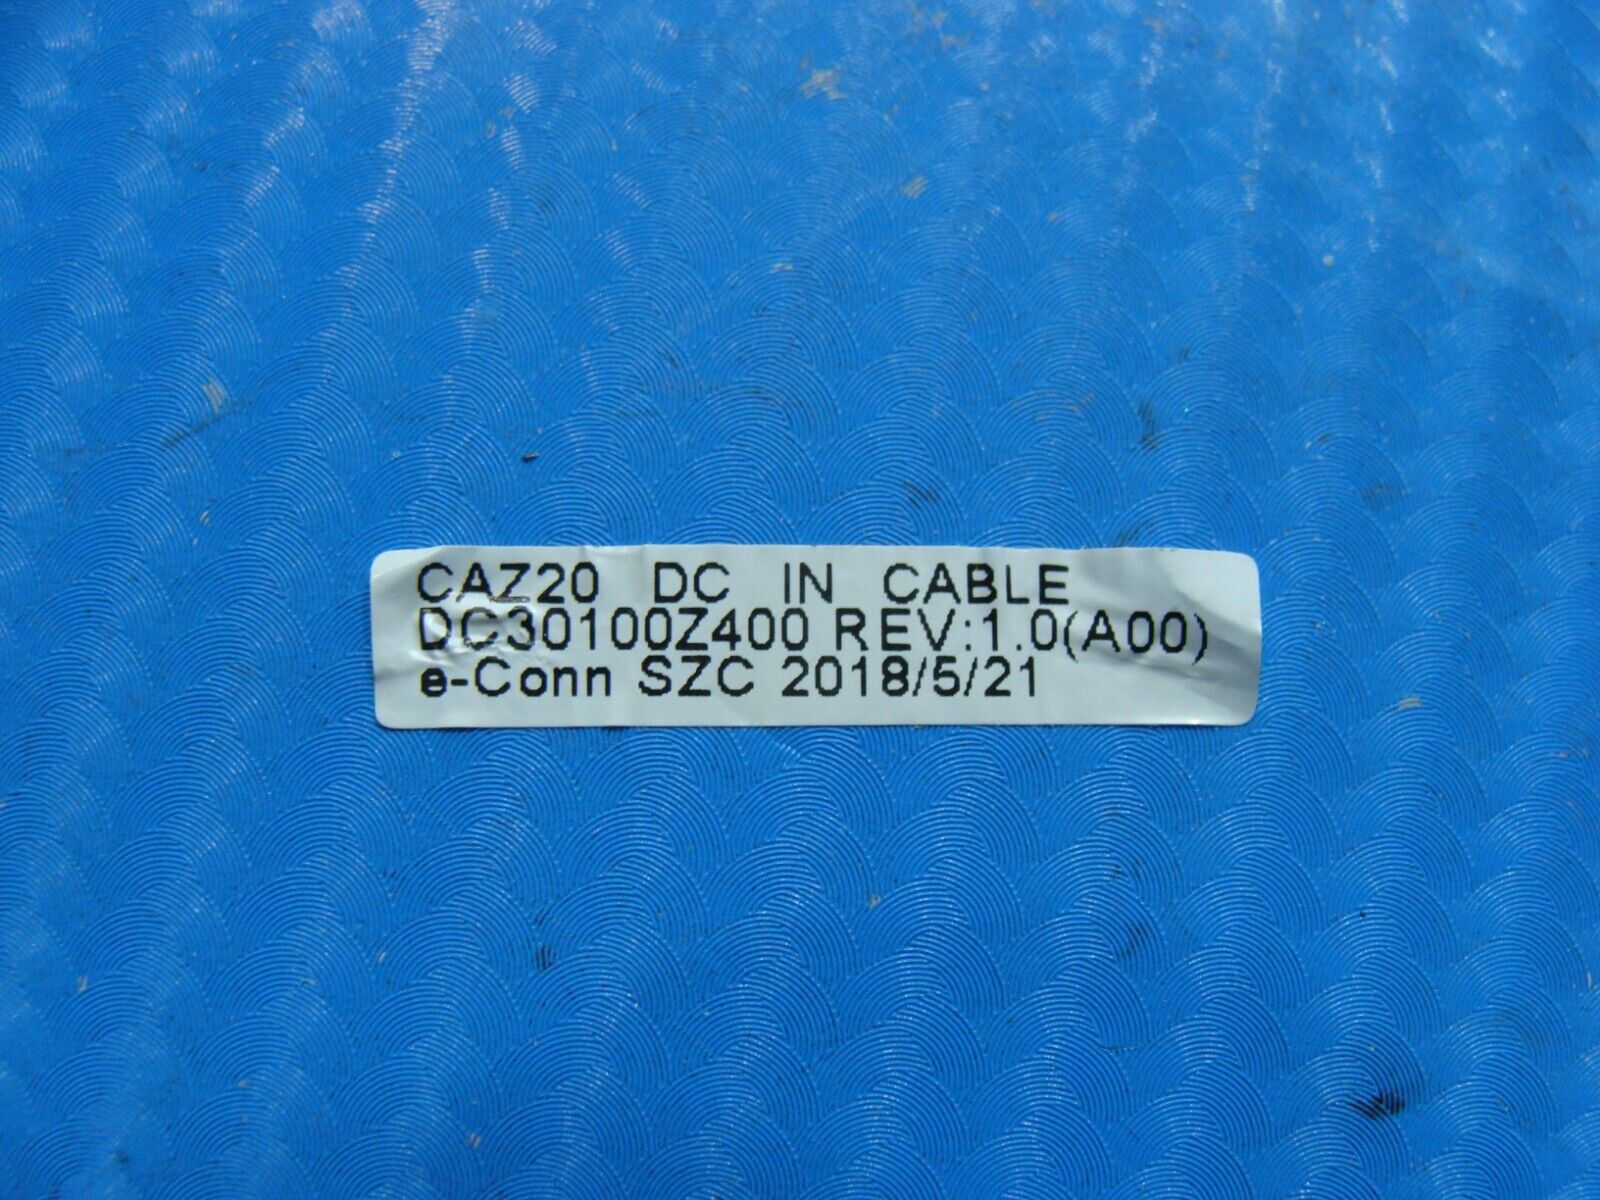 CAZ20 DC IN CABLE
DC30100Z400 REV:1.0(A00)
e-Conn SZC 2018/5/21